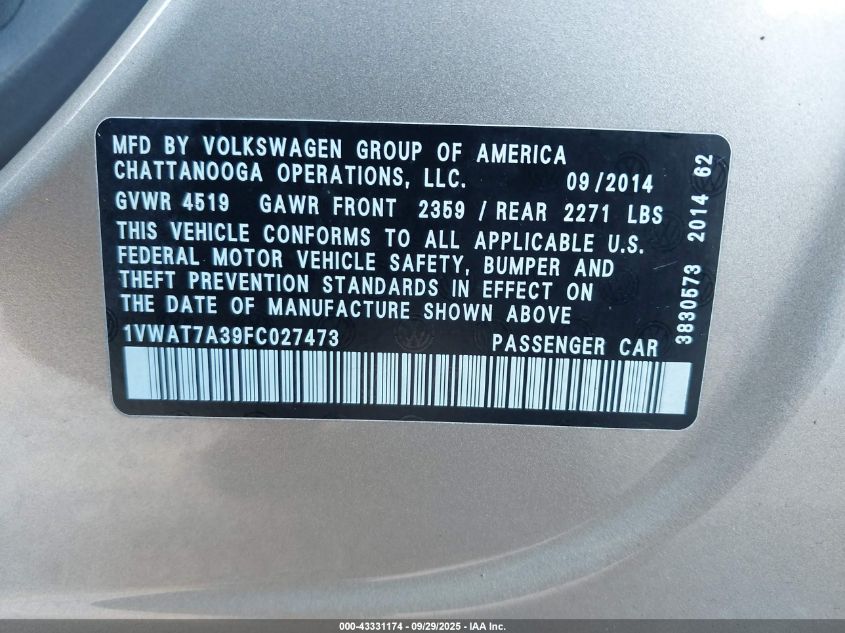 MFD BY VOLKSWAGEN GROUP OF AMERICA
CHATTANOOGA OPERATIONS, LLC. 09/2014
GVWR 4519 GAWR FRONT 2359 / REAR 2271 LBS
THIS VEHICLE CONFORMS TO ALL APPLICABLE U.S.
FEDERAL MOTOR VEHICLE SAFETY, BUMPER AND
THEFT PREVENTION STANDARDS IN EFFECT ON
THE DATE OF MANUFACTURE SHOWN ABOVE
1VWAT7A39FC027473 PASSENGER CAR
3830573 2014 62
000-43331174 - 09/29/2025 - IAA Inc.